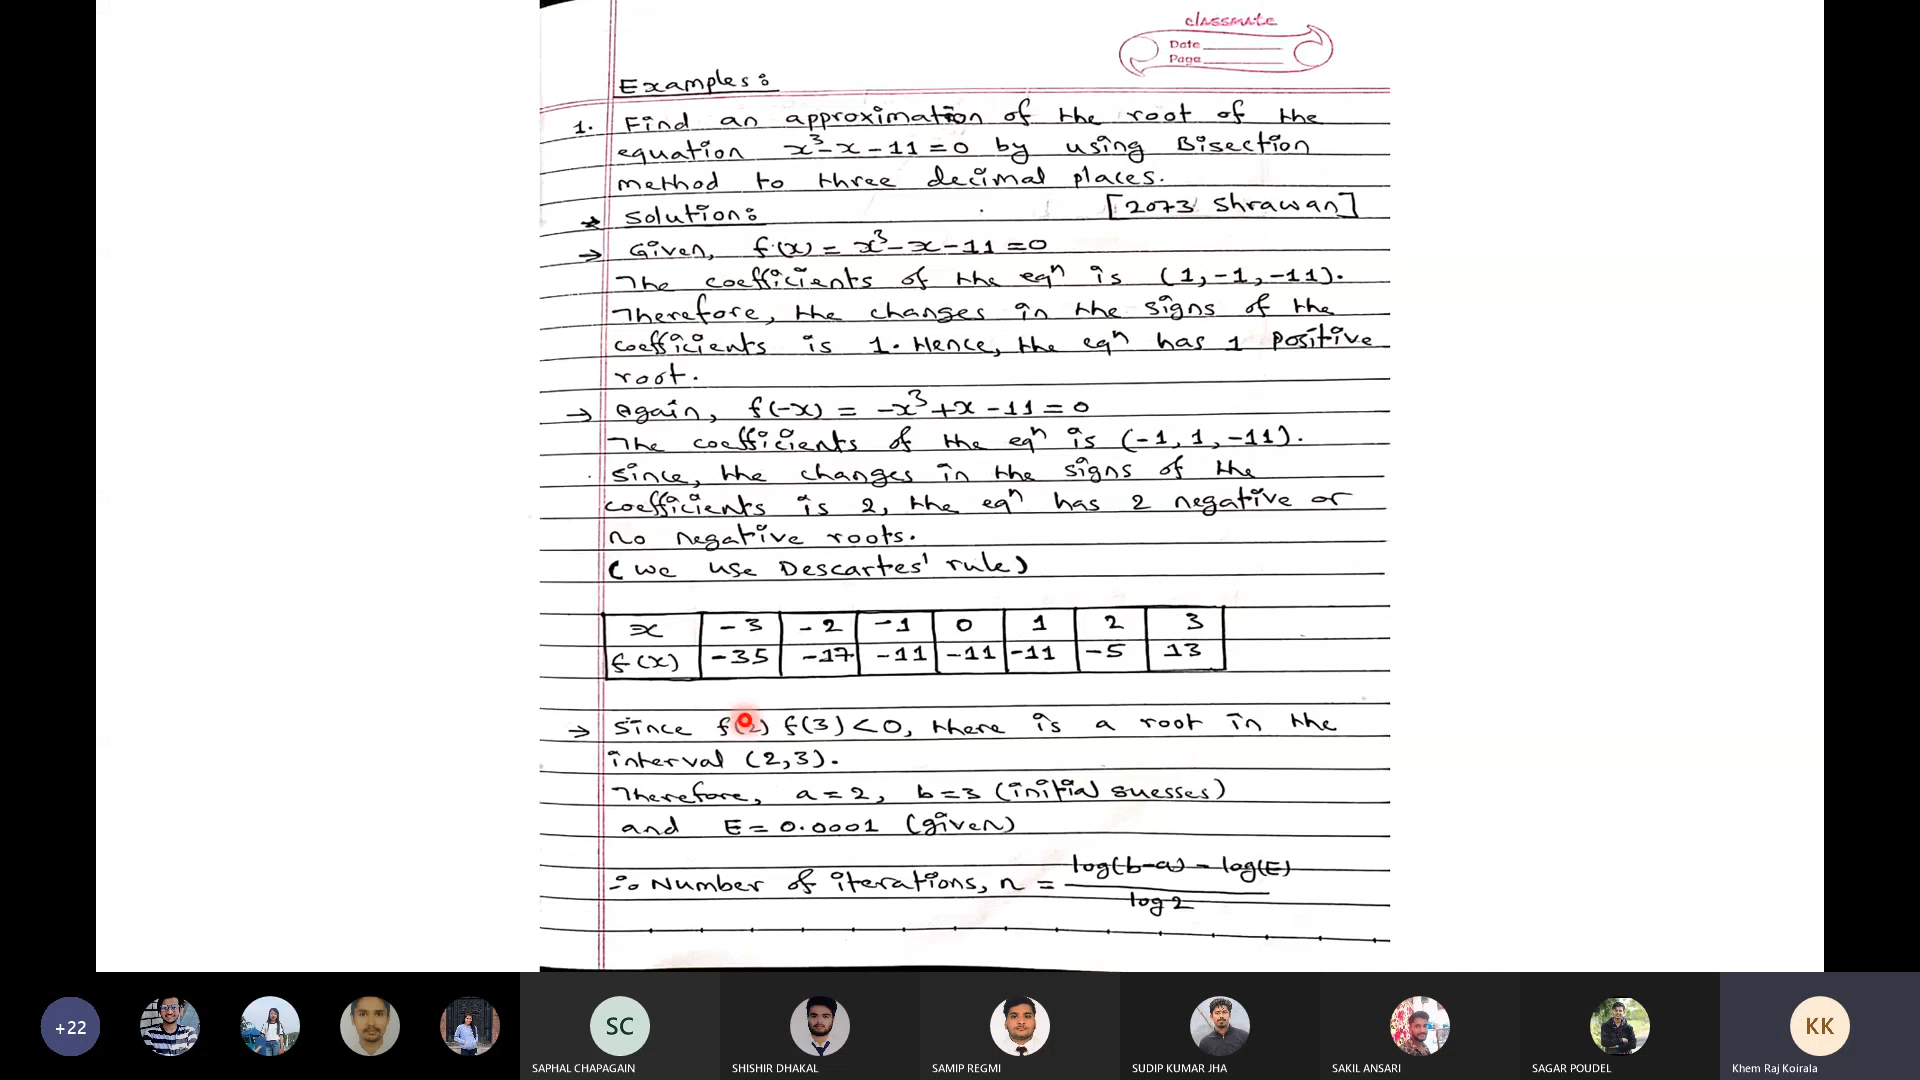 classmate
Date
Page
Examples:
1. Find an approximation of the root of the
equation x³-x-11=0 by using Bisection
method to three decimal places.
* Solution: [2073 Shrawan]
→ Given, f(x) = x³-x-11=0
The coefficients of the eqⁿ is (1,-1,-11).
Therefore, the changes in the signs of the
coefficients is 1. Hence, the eqⁿ has 1 positive
root.
→ Again, f(-x) = -x³+x-11=0
The coefficients of the eqⁿ is (-1,1,-11).
Since, the changes in the signs of the
coefficients is 2, the eqⁿ has 2 negative or
no negative roots.
(We use Descartes' rule)
x -3 -2 -1 0 1 2 3
f(x) -35 -17 -11 -11 -11 -5 13
→ Since f(2) f(3)<0, there is a root in the
interval (2,3).
Therefore, a=2, b=3 (initial guesses)
and E=0.0001 (given)
∴ Number of iterations, n = log(b-a) - log(E)
log2
+22
SC
KK
SAPHAL CHAPAGAIN
SHISHIR DHAKAL
SAMIP REGMI
SUDIP KUMAR JHA
SAKIL ANSARI
SAGAR POUDEL
Khem Raj Koirala